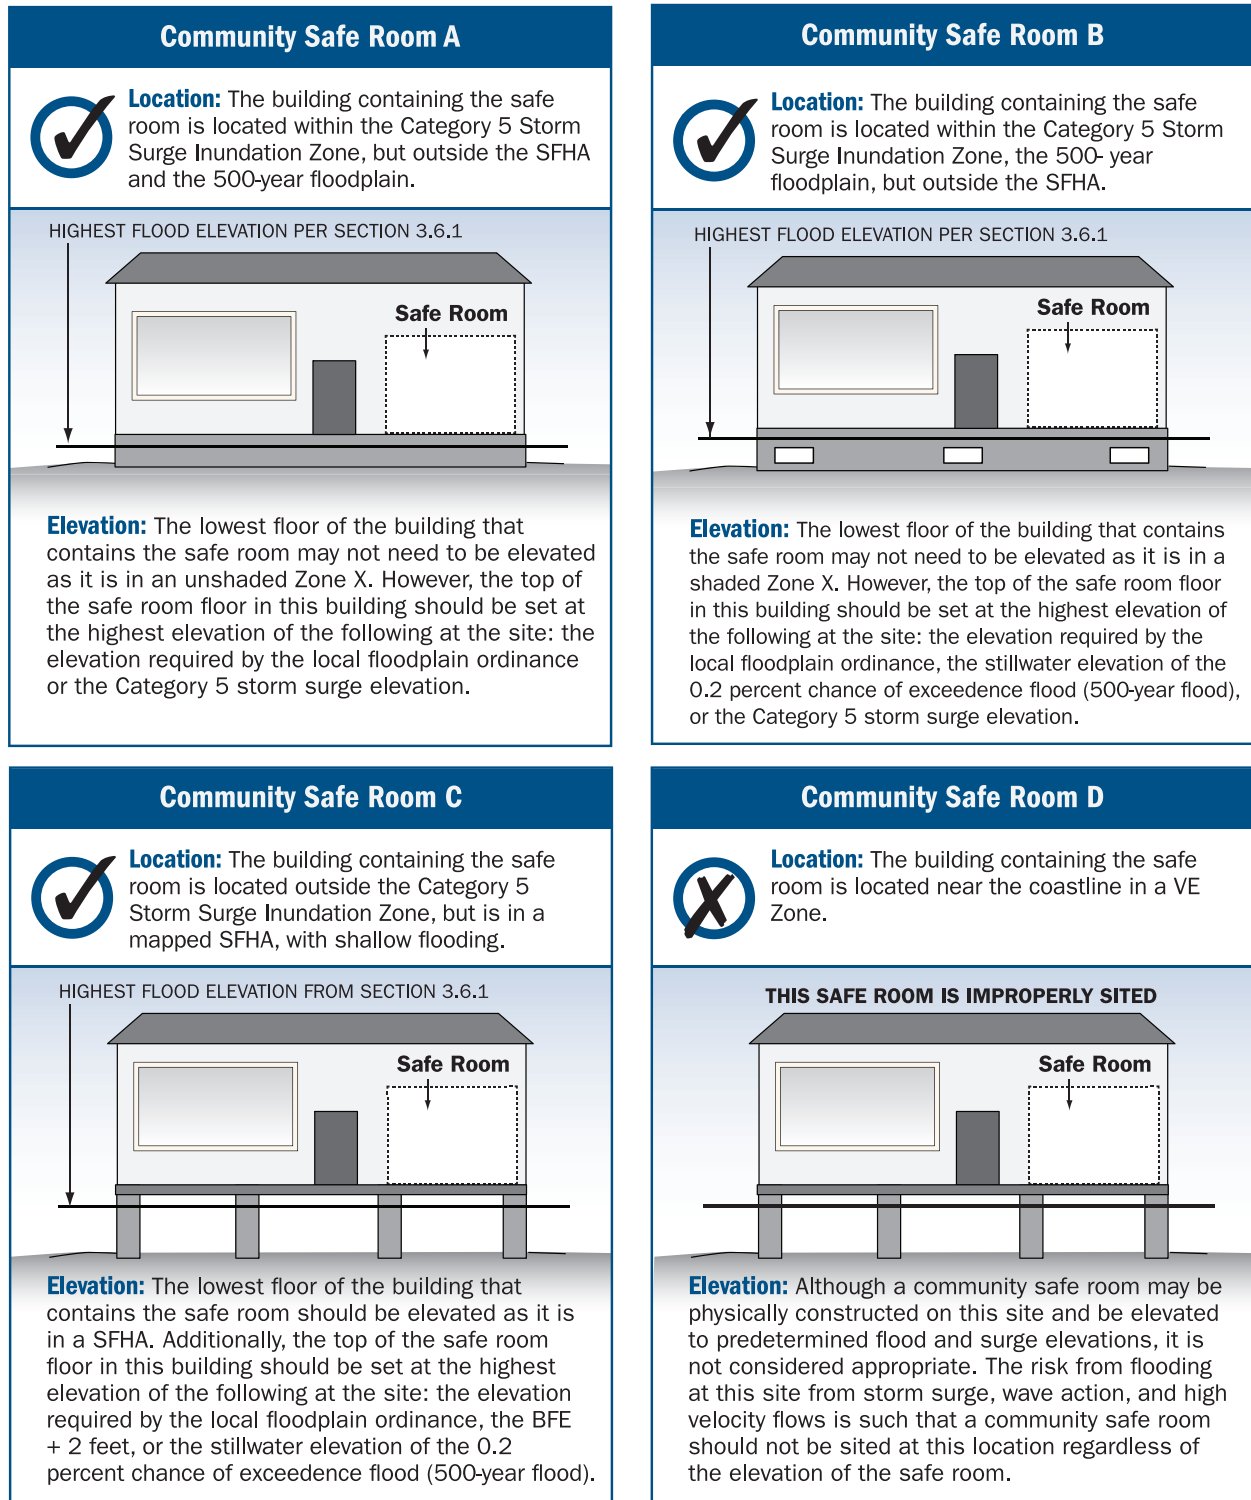 Community Safe Room A
Location: The building containing the safe
room is located within the Category 5 Storm
Surge Inundation Zone, but outside the SFHA
and the 500-year floodplain.
HIGHEST FLOOD ELEVATION PER SECTION 3.6.1
Safe Room
Elevation: The lowest floor of the building that
contains the safe room may not need to be elevated
as it is in an unshaded Zone X. However, the top of
the safe room floor in this building should be set at
the highest elevation of the following at the site: the
elevation required by the local floodplain ordinance
or the Category 5 storm surge elevation.
Community Safe Room B
Location: The building containing the safe
room is located within the Category 5 Storm
Surge Inundation Zone, the 500- year
floodplain, but outside the SFHA.
HIGHEST FLOOD ELEVATION PER SECTION 3.6.1
Safe Room
Elevation: The lowest floor of the building that contains
the safe room may not need to be elevated as it is in a
shaded Zone X. However, the top of the safe room floor
in this building should be set at the highest elevation of
the following at the site: the elevation required by the
local floodplain ordinance, the stillwater elevation of the
0.2 percent chance of exceedence flood (500-year flood),
or the Category 5 storm surge elevation.
Community Safe Room C
Location: The building containing the safe
room is located outside the Category 5
Storm Surge Inundation Zone, but is in a
mapped SFHA, with shallow flooding.
HIGHEST FLOOD ELEVATION FROM SECTION 3.6.1
Safe Room
Elevation: The lowest floor of the building that
contains the safe room should be elevated as it is
in a SFHA. Additionally, the top of the safe room
floor in this building should be set at the highest
elevation of the following at the site: the elevation
required by the local floodplain ordinance, the BFE
+ 2 feet, or the stillwater elevation of the 0.2
percent chance of exceedence flood (500-year flood).
Community Safe Room D
Location: The building containing the safe
room is located near the coastline in a VE
Zone.
THIS SAFE ROOM IS IMPROPERLY SITED
Safe Room
Elevation: Although a community safe room may be
physically constructed on this site and be elevated
to predetermined flood and surge elevations, it is
not considered appropriate. The risk from flooding
at this site from storm surge, wave action, and high
velocity flows is such that a community safe room
should not be sited at this location regardless of
the elevation of the safe room.